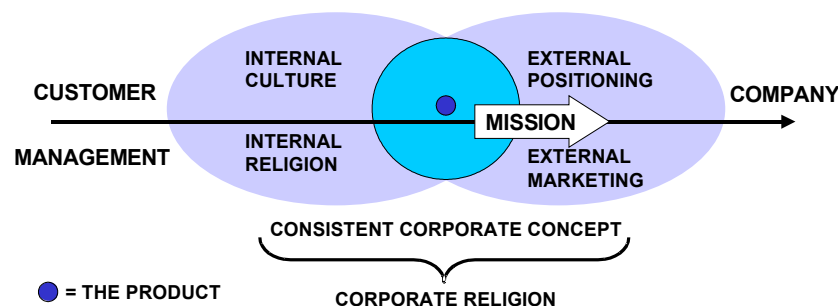 INTERNAL
CULTURE
EXTERNAL
POSITIONING
CUSTOMER
COMPANY
MISSION
MANAGEMENT
INTERNAL
RELIGION
EXTERNAL
MARKETING
CONSISTENT CORPORATE CONCEPT
= THE PRODUCT
CORPORATE RELIGION